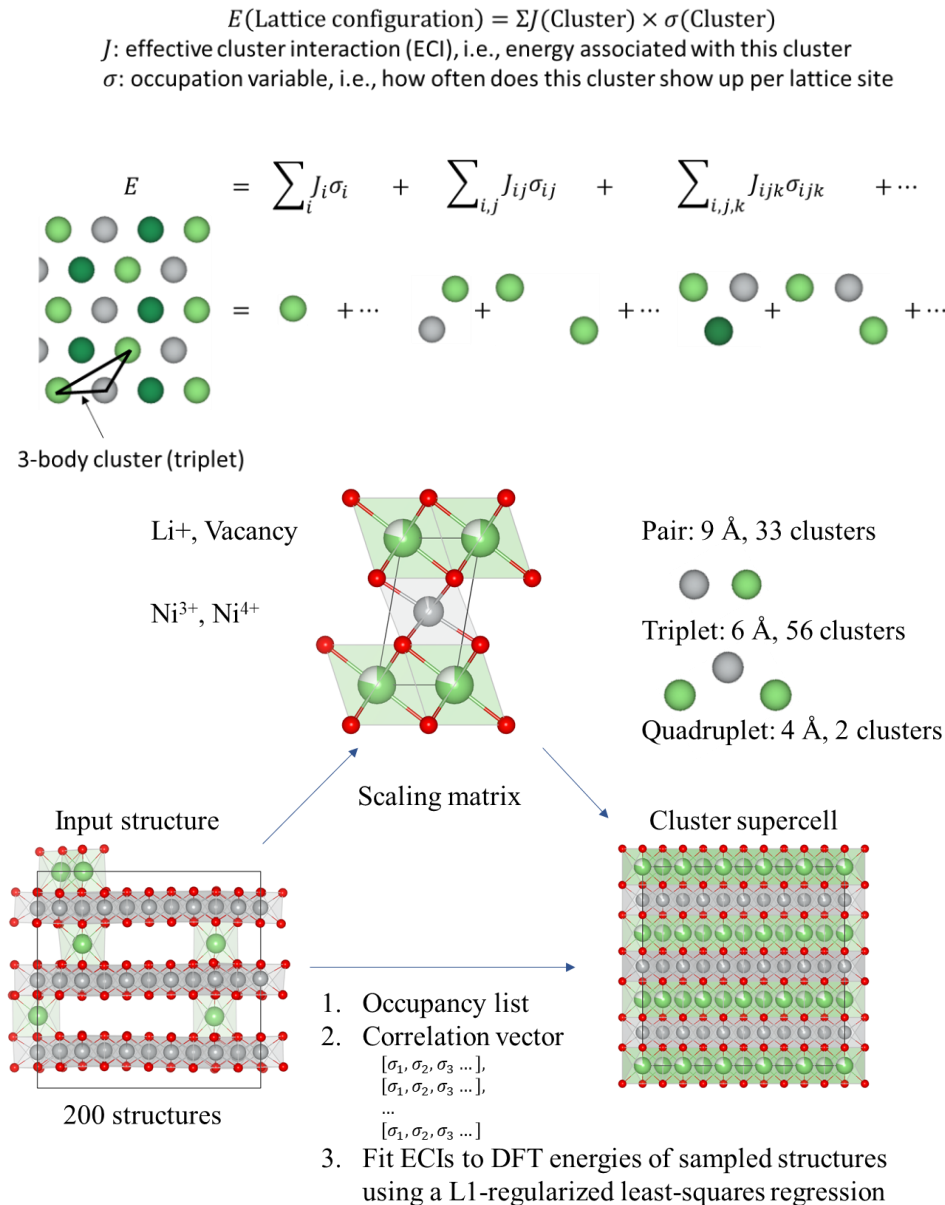 E(Lattice configuration) = ΣJ(Cluster) × σ(Cluster)
J: effective cluster interaction (ECI), i.e., energy associated with this cluster
σ: occupation variable, i.e., how often does this cluster show up per lattice site
E = ∑i Jiσi + ∑i,j Jijσij + ∑i,j,k Jijkσijk + ⋯
= + ⋯ + + ⋯ + + ⋯
3-body cluster (triplet)
Li+, Vacancy
Ni³⁺, Ni⁴⁺
Pair: 9 Å, 33 clusters
Triplet: 6 Å, 56 clusters
Quadruplet: 4 Å, 2 clusters
Scaling matrix
Input structure
Cluster supercell
200 structures
1. Occupancy list
2. Correlation vector
[σ₁, σ₂, σ₃ …],
[σ₁, σ₂, σ₃ …],
…
[σ₁, σ₂, σ₃ …]
3. Fit ECIs to DFT energies of sampled structures
using a L1-regularized least-squares regression